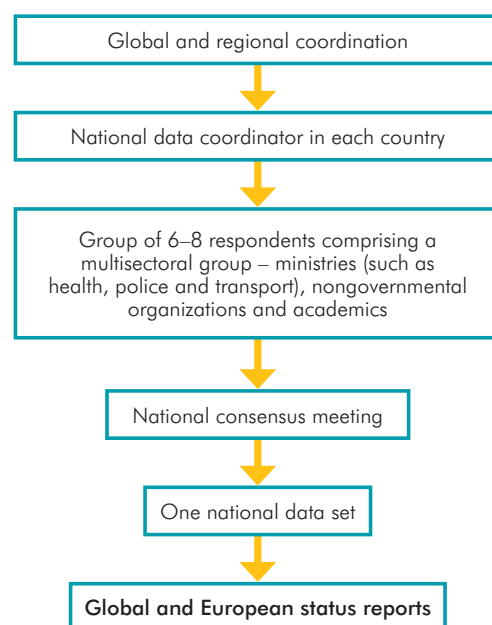 Global and regional coordination
National data coordinator in each country
Group of 6–8 respondents comprising a
multisectoral group – ministries (such as
health, police and transport), nongovernmental
organizations and academics
National consensus meeting
One national data set
Global and European status reports